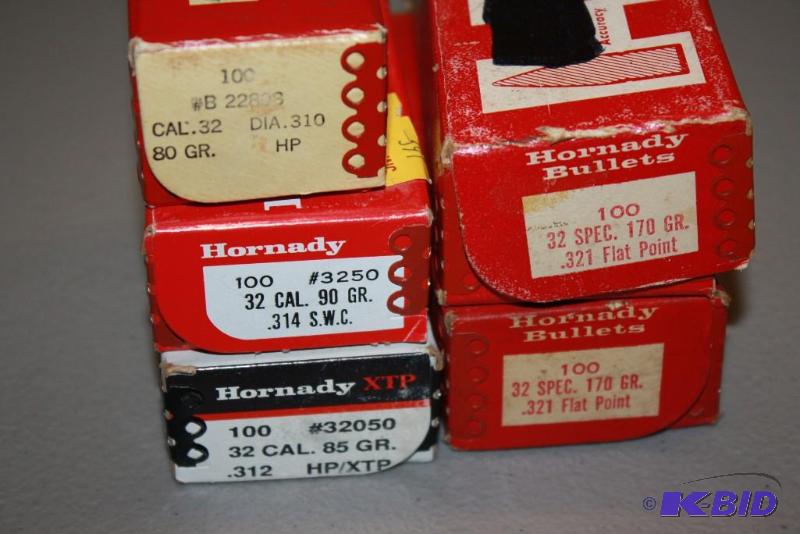 100
CAL.32 DIA.310
80 GR. HP
Hornady
100 #3250
32 CAL. 90 GR.
.314 S.W.C.
Hornady XTP
100 #32050
32 CAL. 85 GR.
.312 HP/XTP
Accuracy
Hornady
Bullets
100
32 SPEC. 170 GR.
.321 Flat Point
Hornady
Bullets
100
32 SPEC. 170 GR.
.321 Flat Point
© K-BID